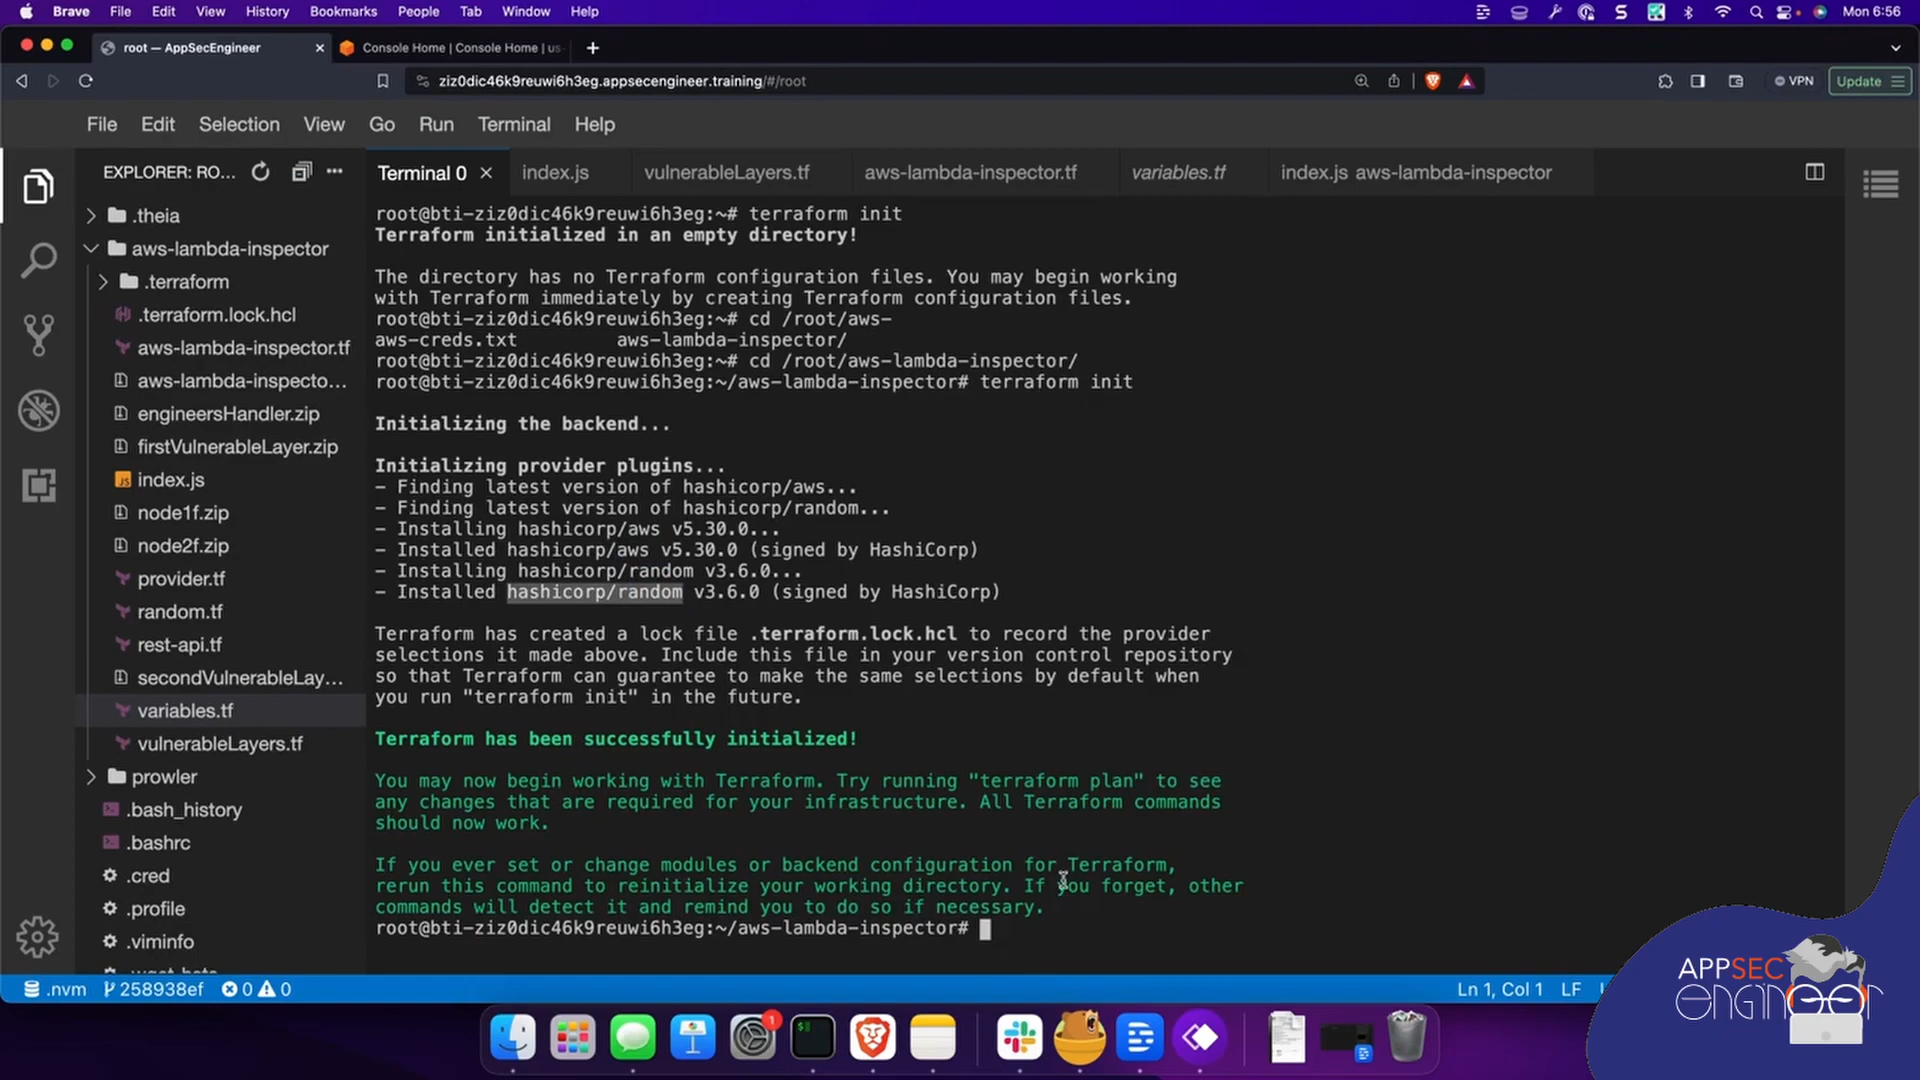 Brave File Edit View History Bookmarks People Tab Window Help
Mon 6:56
root — AppSecEngineer
Console Home | Console Home | us-
ziz0dic46k9reuwi6h3eg.appsecengineer.training/#/root
VPN
Update
File Edit Selection View Go Run Terminal Help
EXPLORER: RO...
Terminal 0
index.js
vulnerableLayers.tf
aws-lambda-inspector.tf
variables.tf
index.js aws-lambda-inspector
.theia
aws-lambda-inspector
.terraform
.terraform.lock.hcl
aws-lambda-inspector.tf
aws-lambda-inspecto...
engineersHandler.zip
firstVulnerableLayer.zip
index.js
node1f.zip
node2f.zip
provider.tf
random.tf
rest-api.tf
secondVulnerableLay...
variables.tf
vulnerableLayers.tf
prowler
.bash_history
.bashrc
.cred
.profile
.viminfo
.wget-hsts
root@bti-ziz0dic46k9reuwi6h3eg:~# terraform init
Terraform initialized in an empty directory!
The directory has no Terraform configuration files. You may begin working
with Terraform immediately by creating Terraform configuration files.
root@bti-ziz0dic46k9reuwi6h3eg:~# cd /root/aws-
aws-creds.txt aws-lambda-inspector/
root@bti-ziz0dic46k9reuwi6h3eg:~# cd /root/aws-lambda-inspector/
root@bti-ziz0dic46k9reuwi6h3eg:~/aws-lambda-inspector# terraform init
Initializing the backend...
Initializing provider plugins...
- Finding latest version of hashicorp/aws...
- Finding latest version of hashicorp/random...
- Installing hashicorp/aws v5.30.0...
- Installed hashicorp/aws v5.30.0 (signed by HashiCorp)
- Installing hashicorp/random v3.6.0...
- Installed hashicorp/random v3.6.0 (signed by HashiCorp)
Terraform has created a lock file .terraform.lock.hcl to record the provider
selections it made above. Include this file in your version control repository
so that Terraform can guarantee to make the same selections by default when
you run "terraform init" in the future.
Terraform has been successfully initialized!
You may now begin working with Terraform. Try running "terraform plan" to see
any changes that are required for your infrastructure. All Terraform commands
should now work.
If you ever set or change modules or backend configuration for Terraform,
rerun this command to reinitialize your working directory. If you forget, other
commands will detect it and remind you to do so if necessary.
root@bti-ziz0dic46k9reuwi6h3eg:~/aws-lambda-inspector#
.nvm 258938ef 0 0
Ln 1, Col 1 LF
1
APPSEC
engineer